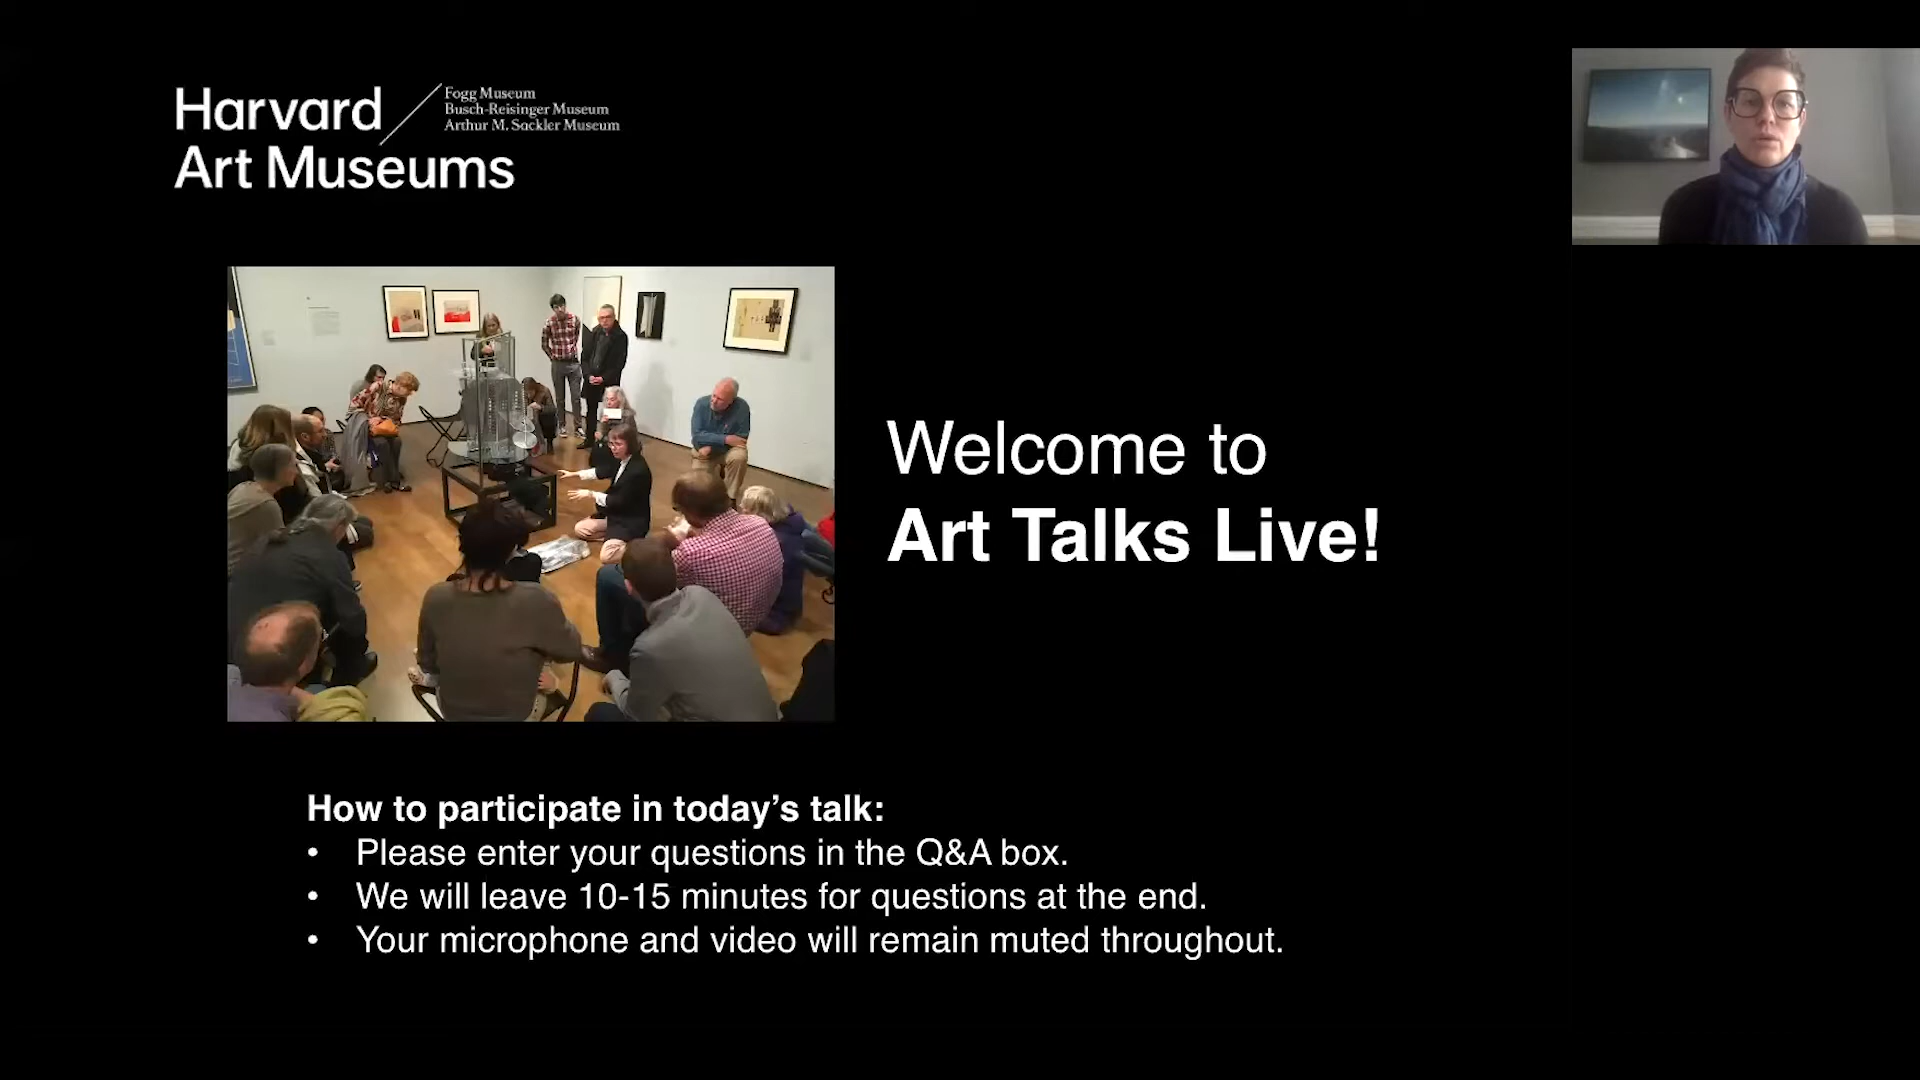 Harvard
Art Museums
Fogg Museum
Busch-Reisinger Museum
Arthur M. Sackler Museum
Welcome to
Art Talks Live!
How to participate in today's talk:
• Please enter your questions in the Q&A box.
• We will leave 10-15 minutes for questions at the end.
• Your microphone and video will remain muted throughout.